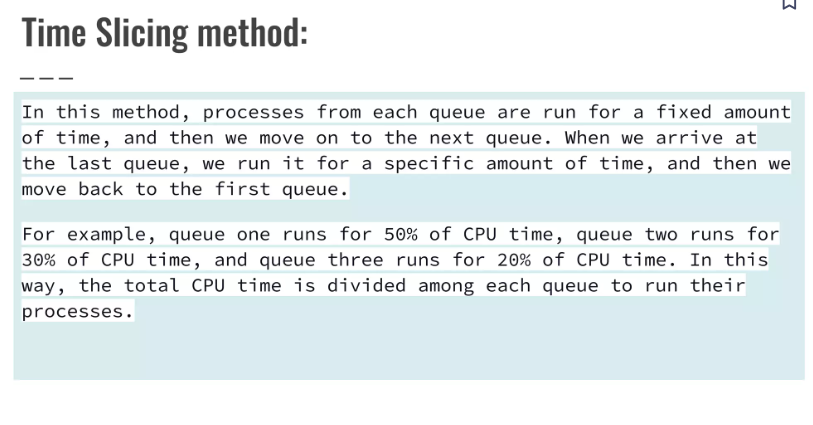 Time Slicing method:
In this method, processes from each queue are run for a fixed amount
of time, and then we move on to the next queue. When we arrive at
the last queue, we run it for a specific amount of time, and then we
move back to the first queue.
For example, queue one runs for 50% of CPU time, queue two runs for
30% of CPU time, and queue three runs for 20% of CPU time. In this
way, the total CPU time is divided among each queue to run their
processes.